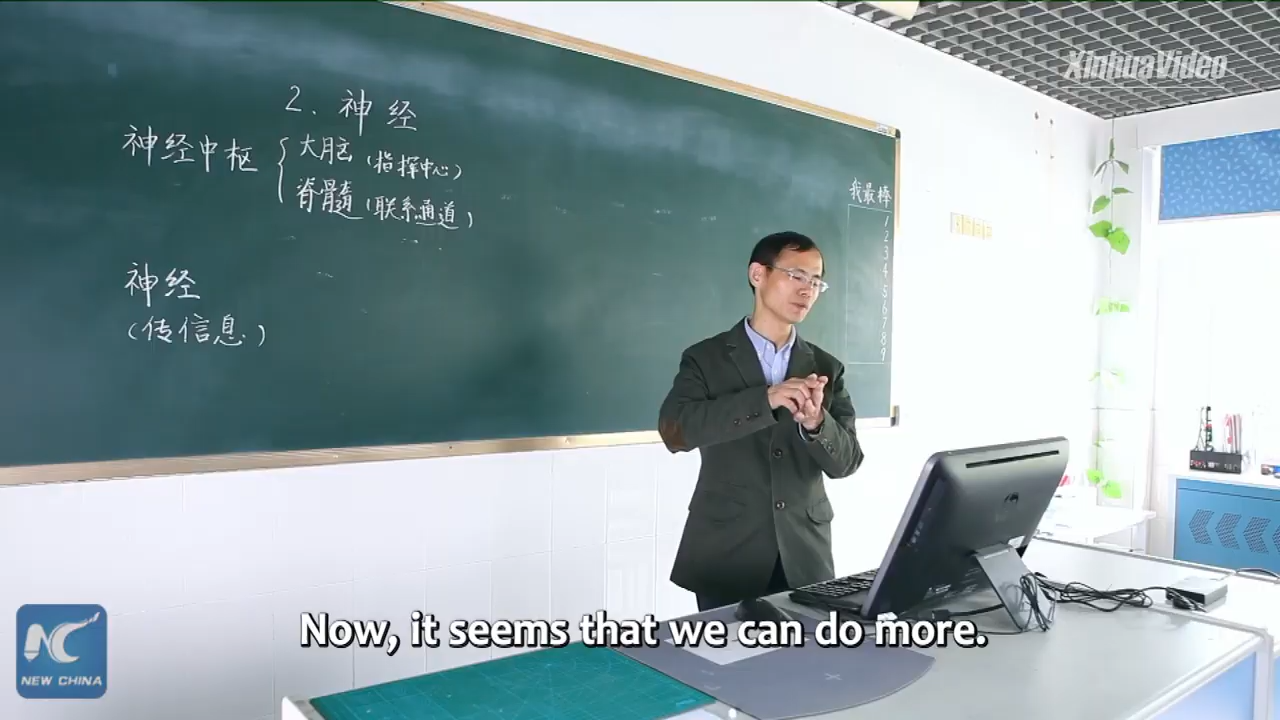 XinhuaVideo
2. 神经
神经中枢
大脑（指挥中心）
脊髓（联系通道）
神经
（传信息）
我最棒
1
2
3
4
5
6
7
8
9
Now, it seems that we can do more.
NC
NEW CHINA